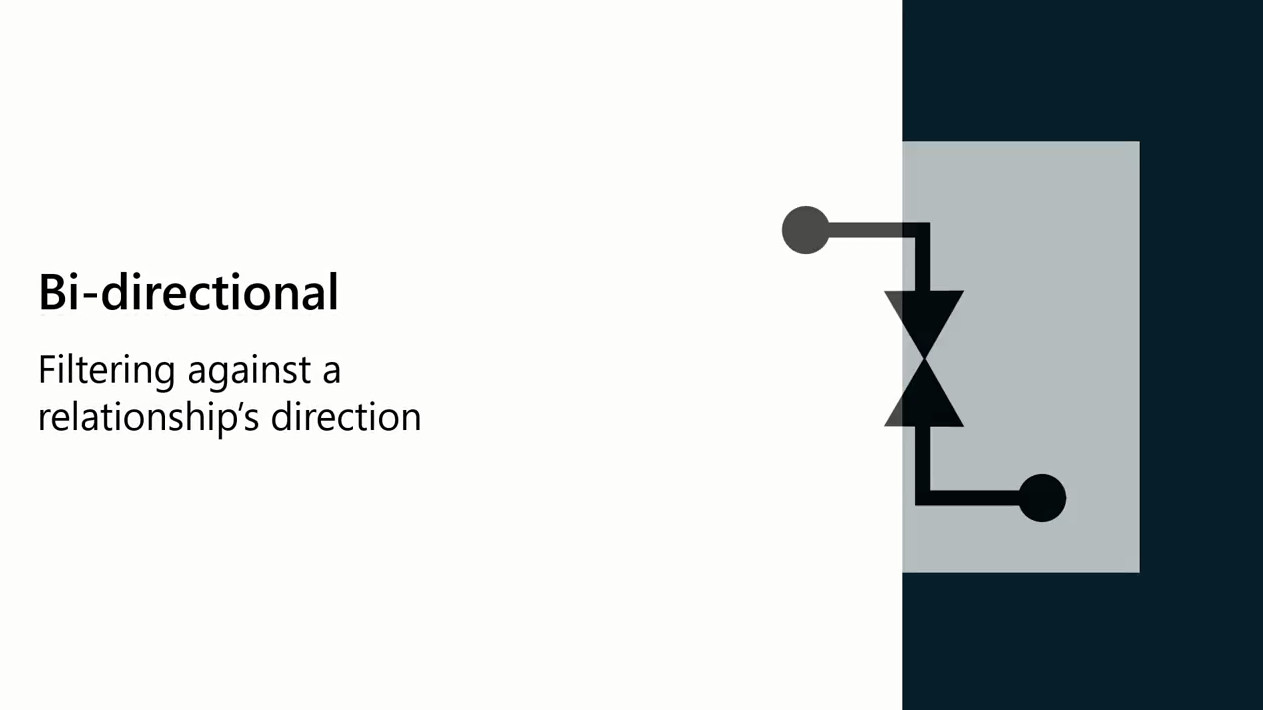 Bi-directional
Filtering against a
relationship’s direction